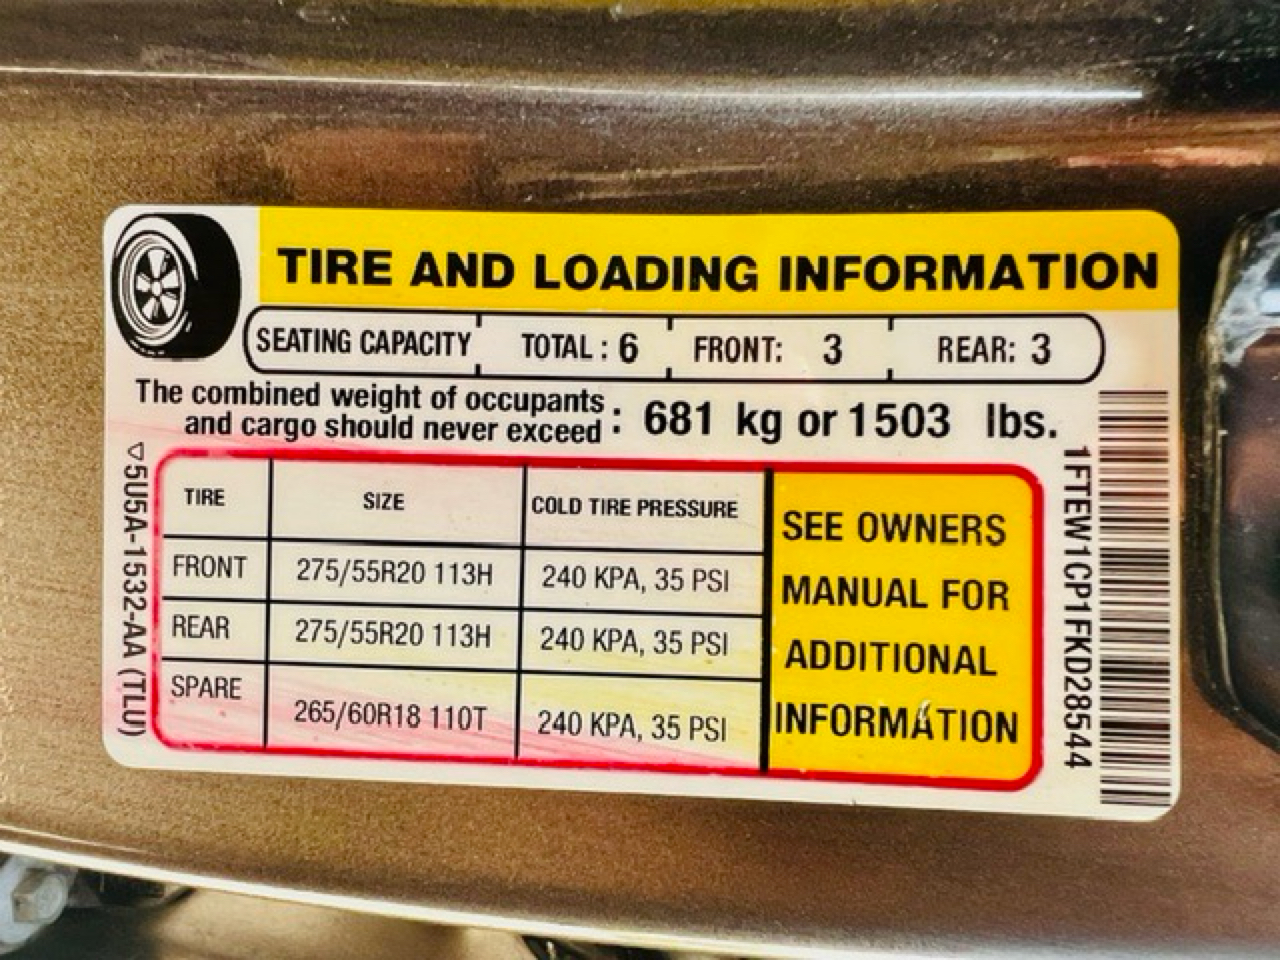 TIRE AND LOADING INFORMATION
SEATING CAPACITY TOTAL: 6 FRONT: 3 REAR: 3
The combined weight of occupants
and cargo should never exceed : 681 kg or 1503 lbs.
TIRE SIZE COLD TIRE PRESSURE
FRONT 275/55R20 113H 240 KPA, 35 PSI
REAR 275/55R20 113H 240 KPA, 35 PSI
SPARE 265/60R18 110T 240 KPA, 35 PSI
SEE OWNERS
MANUAL FOR
ADDITIONAL
INFORMATION
▽5U5A-1532-AA (TLU)
1FTEW1CP1FKD28544